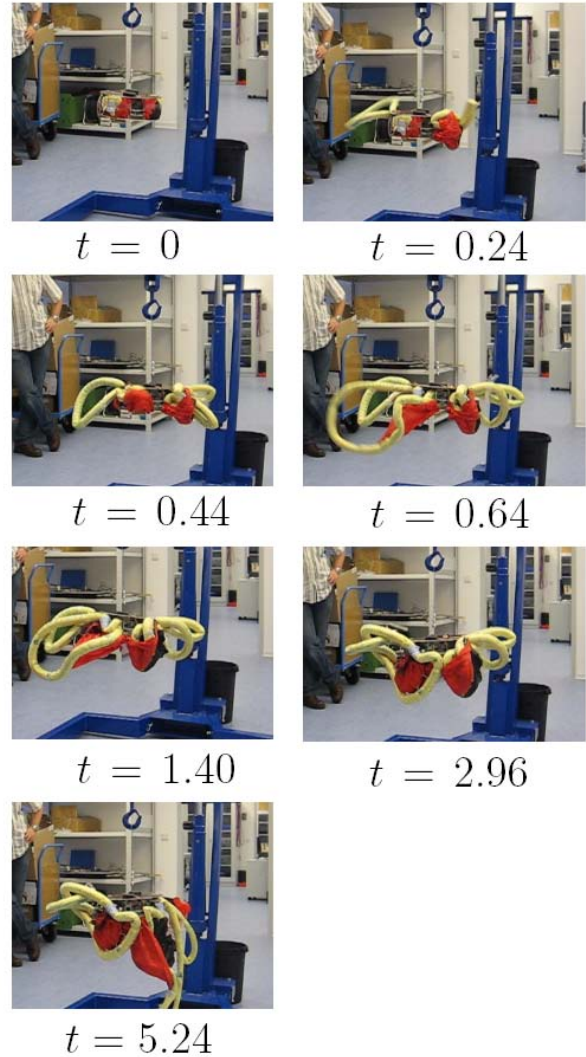 t = 0
t = 0.24
t = 0.44
t = 0.64
t = 1.40
t = 2.96
t = 5.24